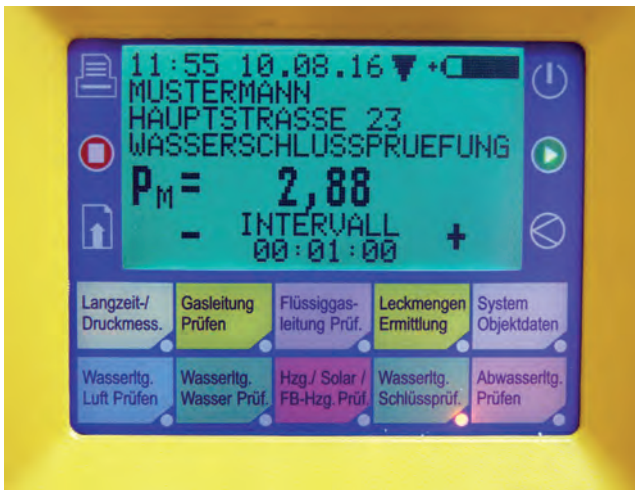 11:55 10.08.16
MUSTERMANN
HAUPTSTRASSE 23
WASSERSCHLUSSPRUEFUNG
PM= 2,88
- INTERVALL +
00:01:00
Langzeit-/
Druckmess.
Gasleitung
Prüfen
Flüssiggas-
leitung Prüf.
Leckmengen
Ermittlung
System
Objektdaten
Wasserltg.
Luft Prüfen
Wasserltg.
Wasser Prüf.
Hzg./ Solar /
FB-Hzg. Prüf.
Wasserltg.
Schlüssprüf.
Abwasserltg.
Prüfen